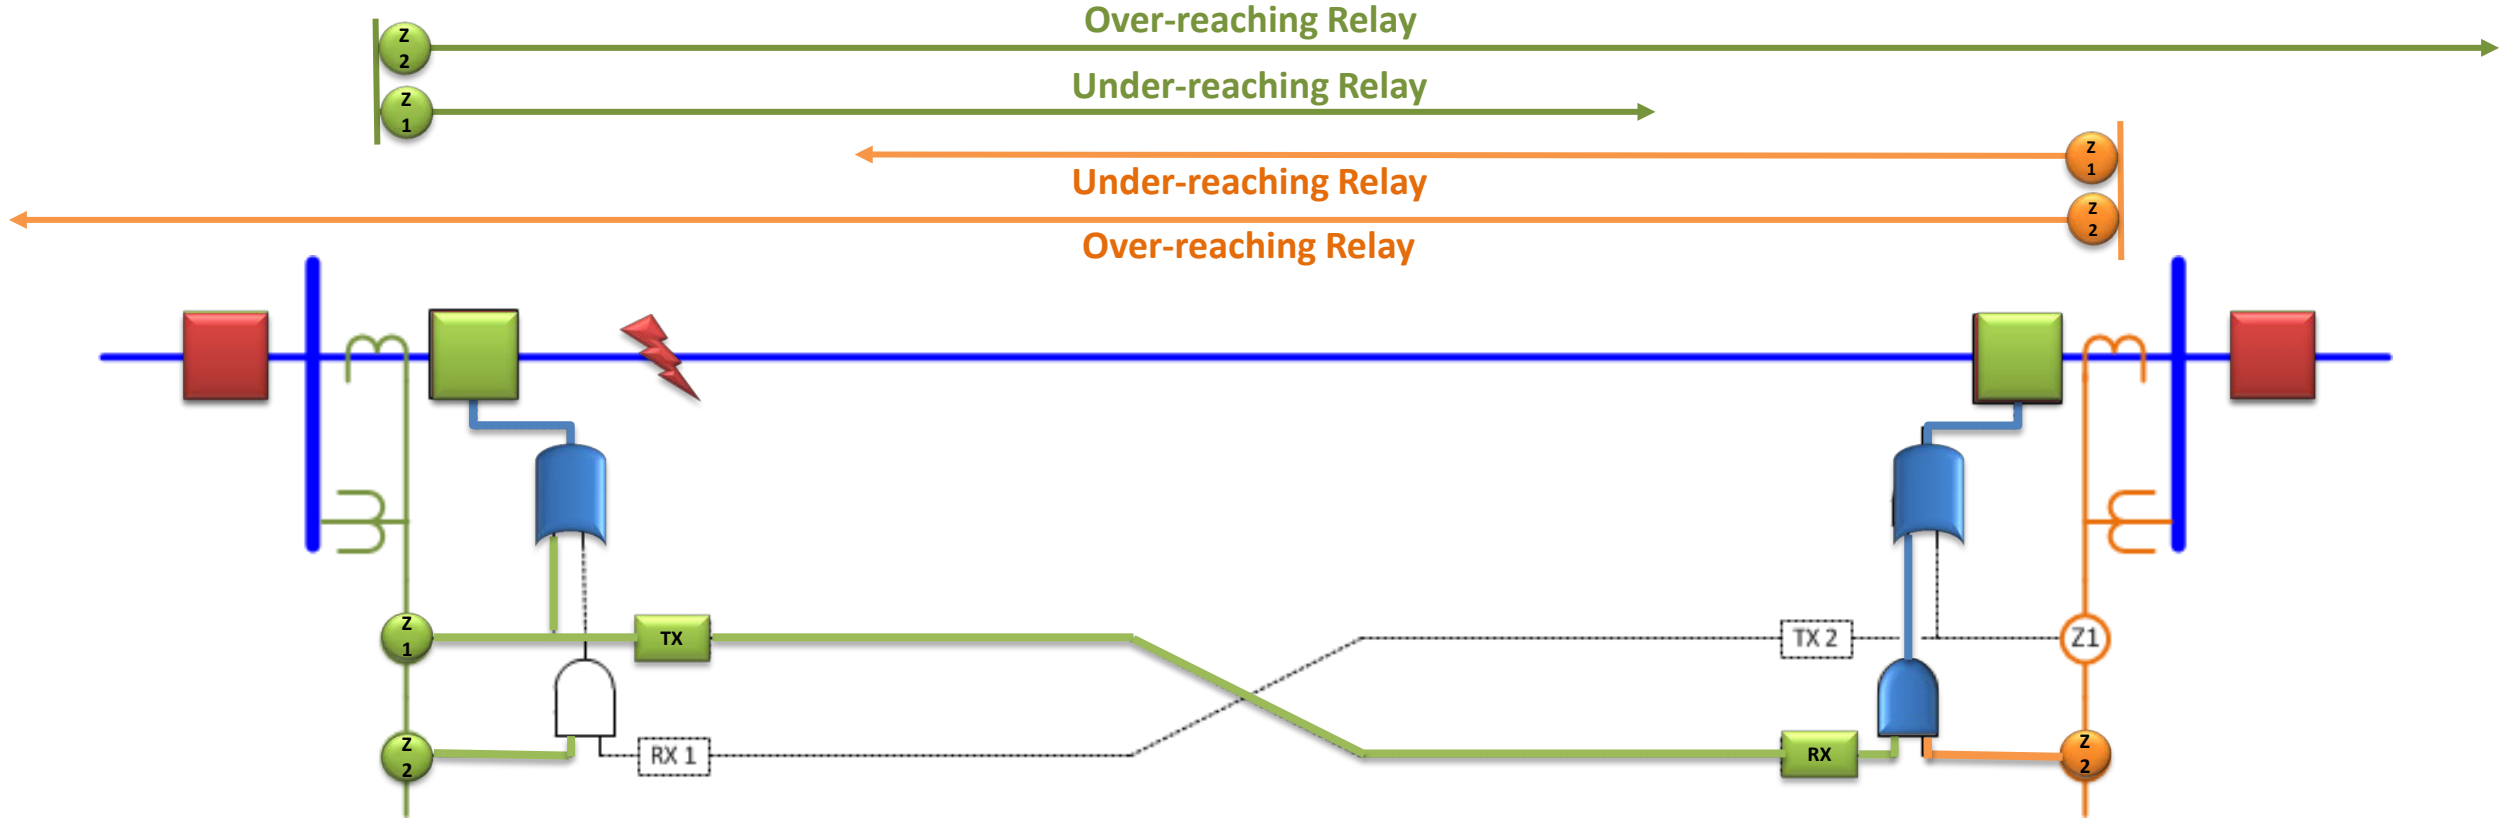 Over-reaching Relay
Z
2
Under-reaching Relay
Z
1
Z
1
Under-reaching Relay
Z
2
Over-reaching Relay
Z
1
TX
TX 2
Z1
Z
2
RX 1
RX
Z
2